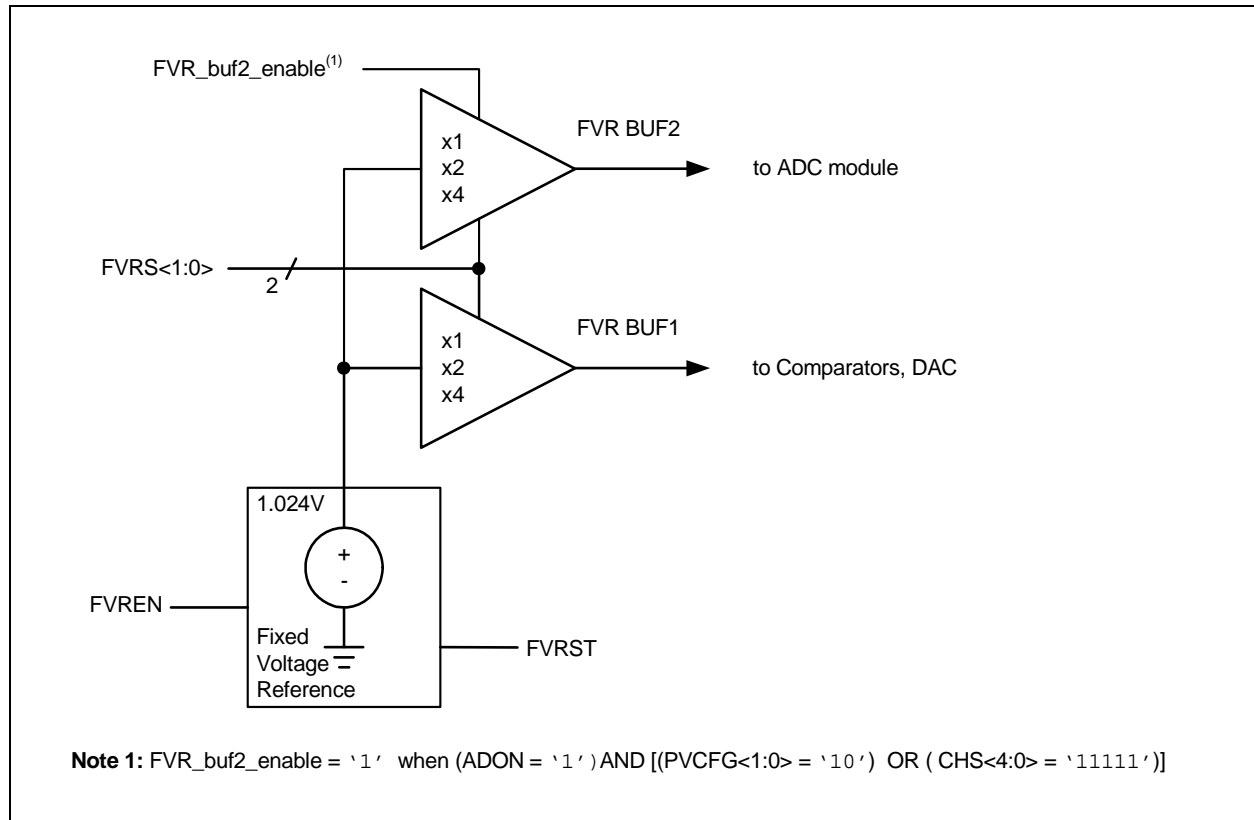 FVR_buf2_enable(1)
x1
x2
x4
FVR BUF2
to ADC module
FVRS<1:0>
2
x1
x2
x4
FVR BUF1
to Comparators, DAC
1.024V
+
-
FVREN
Fixed
Voltage
Reference
FVRST
Note 1: FVR_buf2_enable = ‘1’ when (ADON = ‘1’)AND [(PVCFG<1:0> = ‘10’) OR ( CHS<4:0> = ‘11111’)]